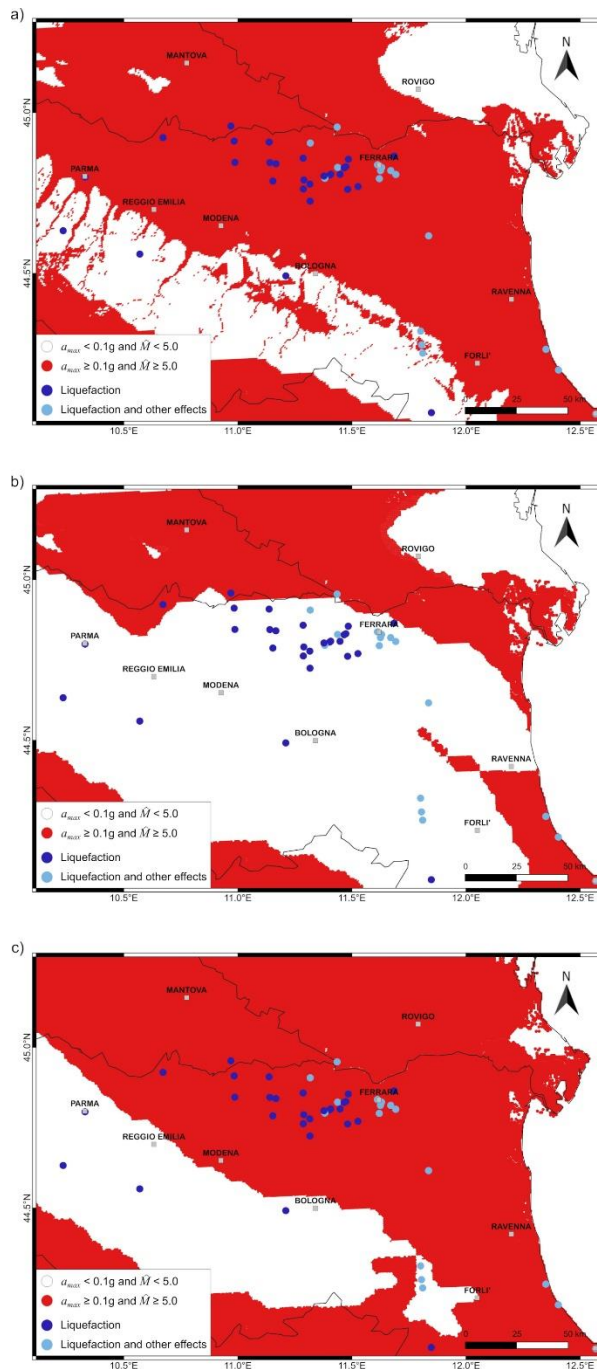 a)
N
MANTOVA
ROVIGO
45.0°N
FERRARA
PARMA
REGGIO EMILIA
MODENA
BOLOGNA
44.5°N
RAVENNA
FORLI'
a_max < 0.1g and M̂ < 5.0
a_max ≥ 0.1g and M̂ ≥ 5.0
Liquefaction
Liquefaction and other effects
0 25 50 km
10.5°E 11.0°E 11.5°E 12.0°E 12.5°E
b)
N
MANTOVA
ROVIGO
45.0°N
FERRARA
PARMA
REGGIO EMILIA
MODENA
BOLOGNA
44.5°N
RAVENNA
FORLI'
a_max < 0.1g and M̂ < 5.0
a_max ≥ 0.1g and M̂ ≥ 5.0
Liquefaction
Liquefaction and other effects
0 25 50 km
10.5°E 11.0°E 11.5°E 12.0°E 12.5°E
c)
N
MANTOVA
ROVIGO
45.0°N
FERRARA
PARMA
REGGIO EMILIA
MODENA
BOLOGNA
44.5°N
RAVENNA
FORLI'
a_max < 0.1g and M̂ < 5.0
a_max ≥ 0.1g and M̂ ≥ 5.0
Liquefaction
Liquefaction and other effects
0 25 50 km
10.5°E 11.0°E 11.5°E 12.0°E 12.5°E